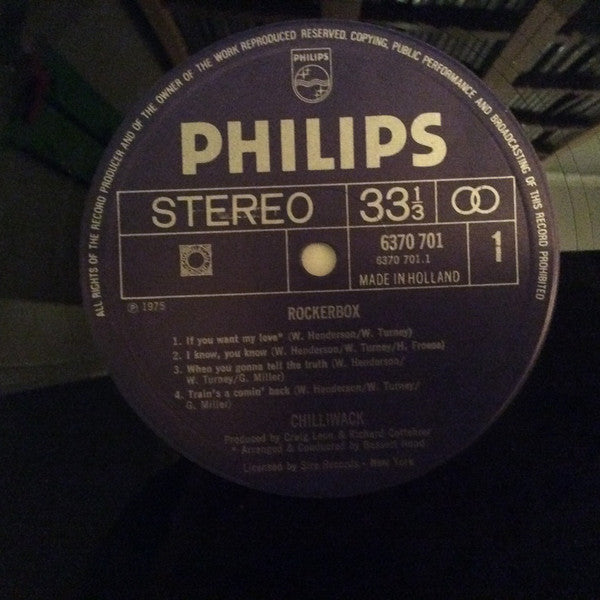 ALL RIGHTS OF THE RECORD PRODUCER AND OF THE OWNER OF THE WORK REPRODUCED RESERVED. COPYING, PUBLIC PERFORMANCE AND BROADCASTING OF THIS RECORD PROHIBITED
PHILIPS
PHILIPS
STEREO 33 1/3
6370 701 1
6370 701.1
MADE IN HOLLAND
℗ 1975
ROCKERBOX
1. If you want my love* (W. Henderson/W. Turney)
2. I know, you know (W. Henderson/W. Turney/H. Froese)
3. When you gonna tell the truth (W. Henderson/
W. Turney/G. Miller)
4. Train's a comin' back (W. Henderson/W. Turney/
G. Miller)
CHILLIWACK
Produced by Craig Leon & Richard Gottehrer
* Arranged & Conducted by Bassett Hand
Licensed by Sire Records - New York